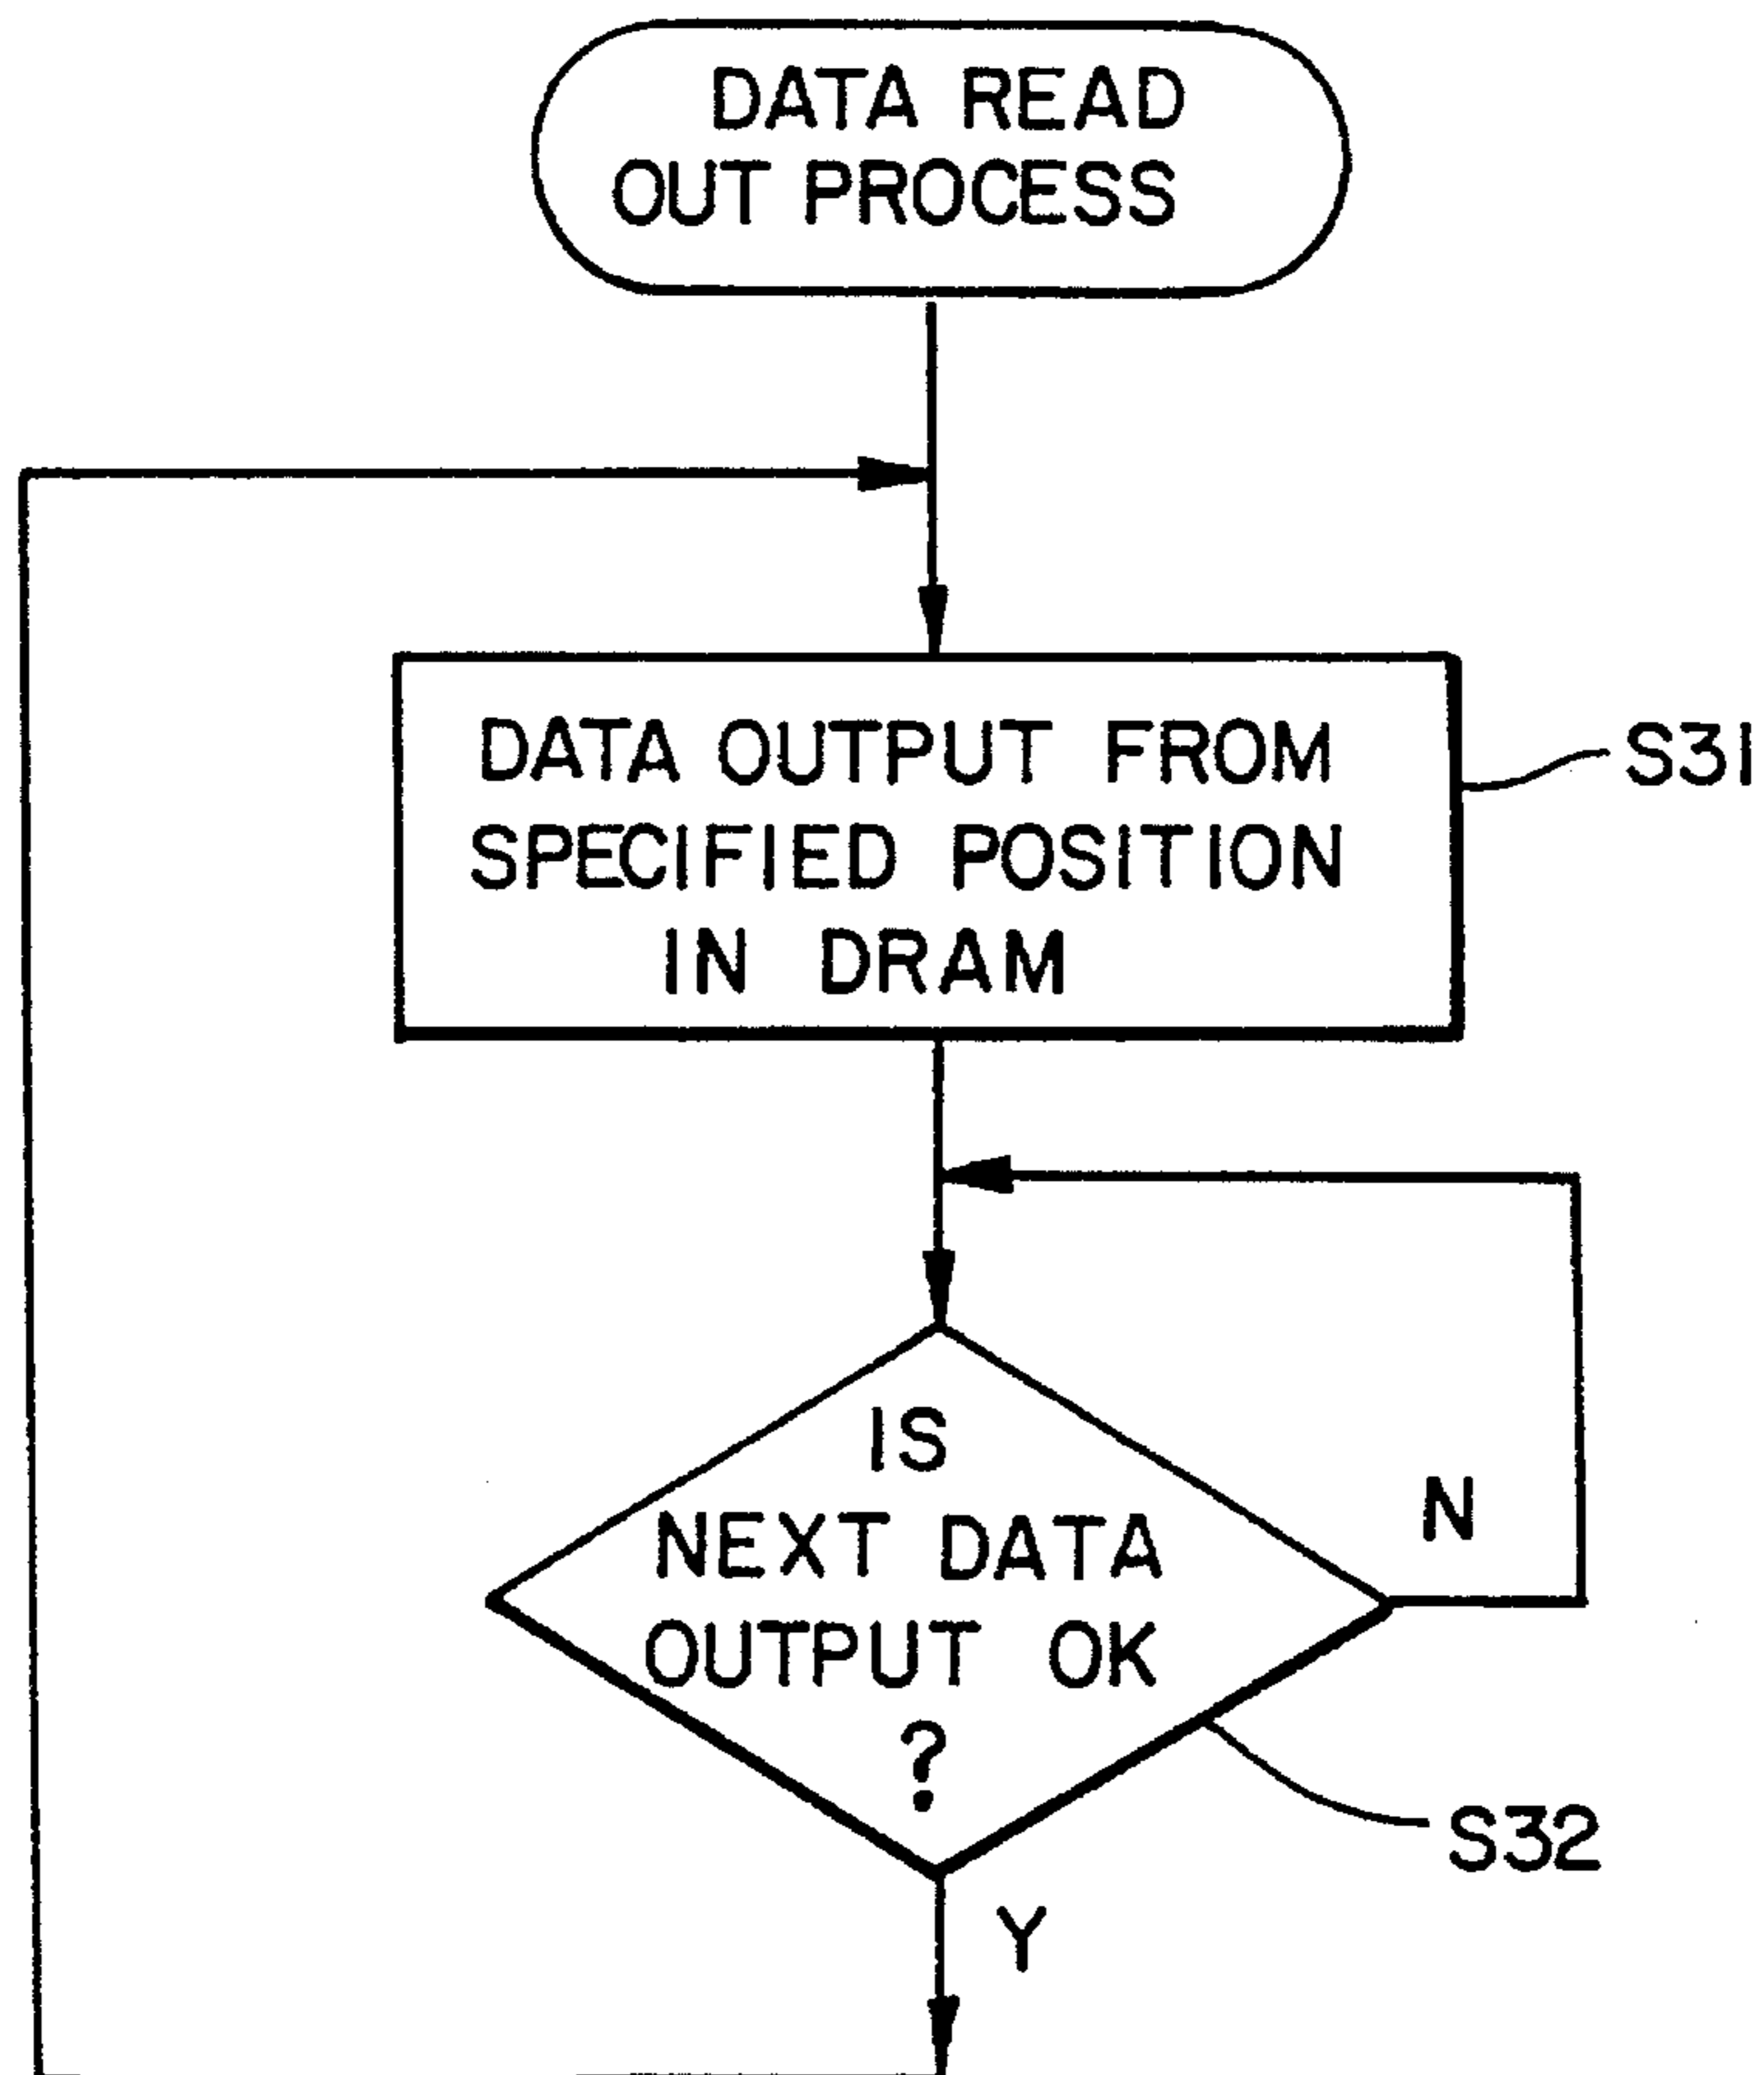 DATA READ
OUT PROCESS
DATA OUTPUT FROM
SPECIFIED POSITION
IN DRAM
S31
IS
NEXT DATA
OUTPUT OK
?
N
S32
Y